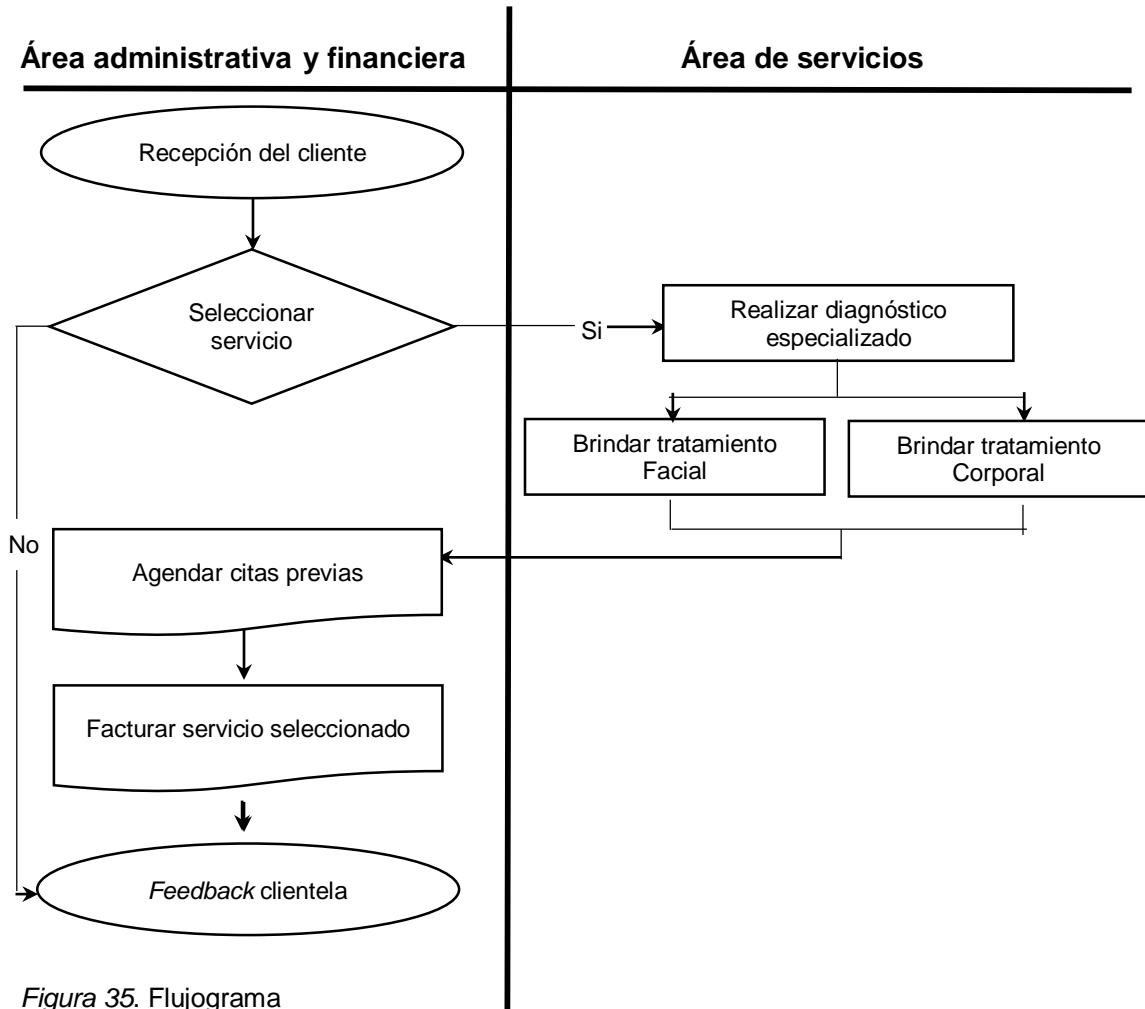 Área administrativa y financiera
Área de servicios
Recepción del cliente
Seleccionar
servicio
Si
Realizar diagnóstico
especializado
Brindar tratamiento
Facial
Brindar tratamiento
Corporal
No
Agendar citas previas
Facturar servicio seleccionado
Feedback clientela
Figura 35. Flujograma